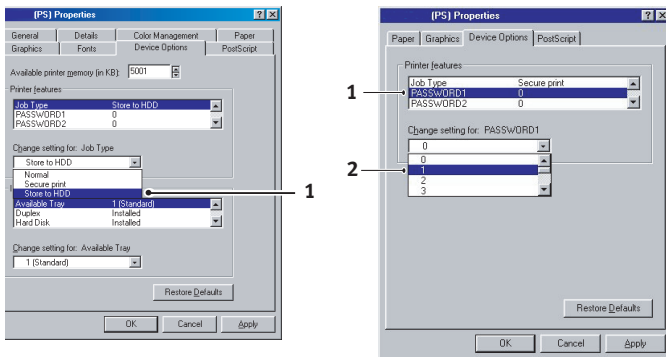 (PS) Properties
General Details Color Management Paper
Graphics Fonts Device Options PostScript
Available printer memory (in KB): 5001
Printer features
Job Type Store to HDD
PASSWORD1 0
PASSWORD2 0
Change setting for: Job Type
Store to HDD
Normal
Secure print
Store to HDD
1
Available Tray 1 (Standard)
Duplex Installed
Hard Disk Installed
Change setting for: Available Tray
1 (Standard)
Restore Defaults
OK Cancel Apply
(PS) Properties
Paper Graphics Device Options PostScript
Printer features
Job Type Secure print
1
PASSWORD1 0
PASSWORD2 0
Change setting for: PASSWORD1
0
0
2
1
2
3
Restore Defaults
OK Cancel Apply